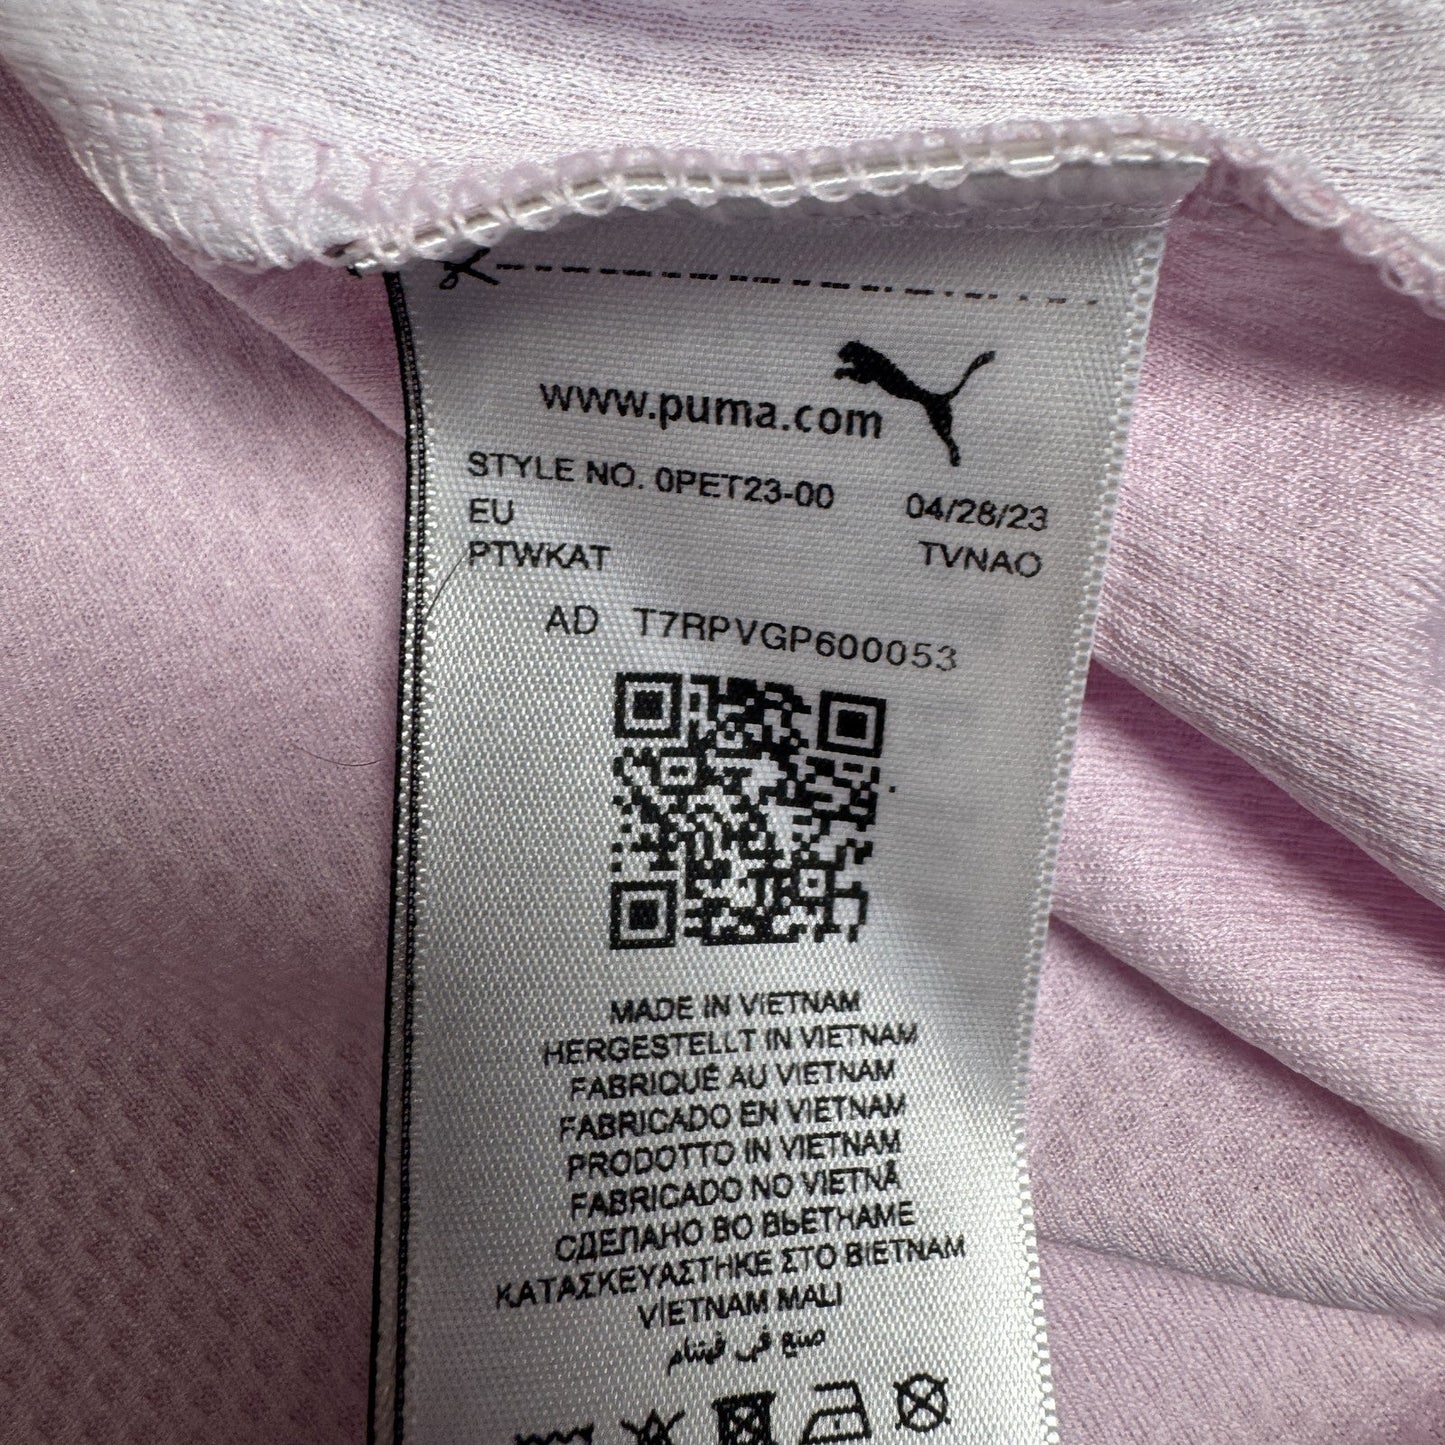 www.puma.com
STYLE NO. 0PET23-00 04/28/23
EU
PTWKAT TVNAO
AD T7RPVGP600053
MADE IN VIETNAM
HERGESTELLT IN VIETNAM
FABRIQUÉ AU VIETNAM
FABRICADO EN VIETNAM
PRODOTTO IN VIETNAM
FABRICADO NO VIETNÃ
СДЕЛАНО ВО ВЬЕТНАМЕ
ΚΑΤΑΣΚΕΥΑΣΤΗΚΕ ΣΤΟ ΒΙΕΤΝΑΜ
VİETNAM MALI
صنع في فيتنام